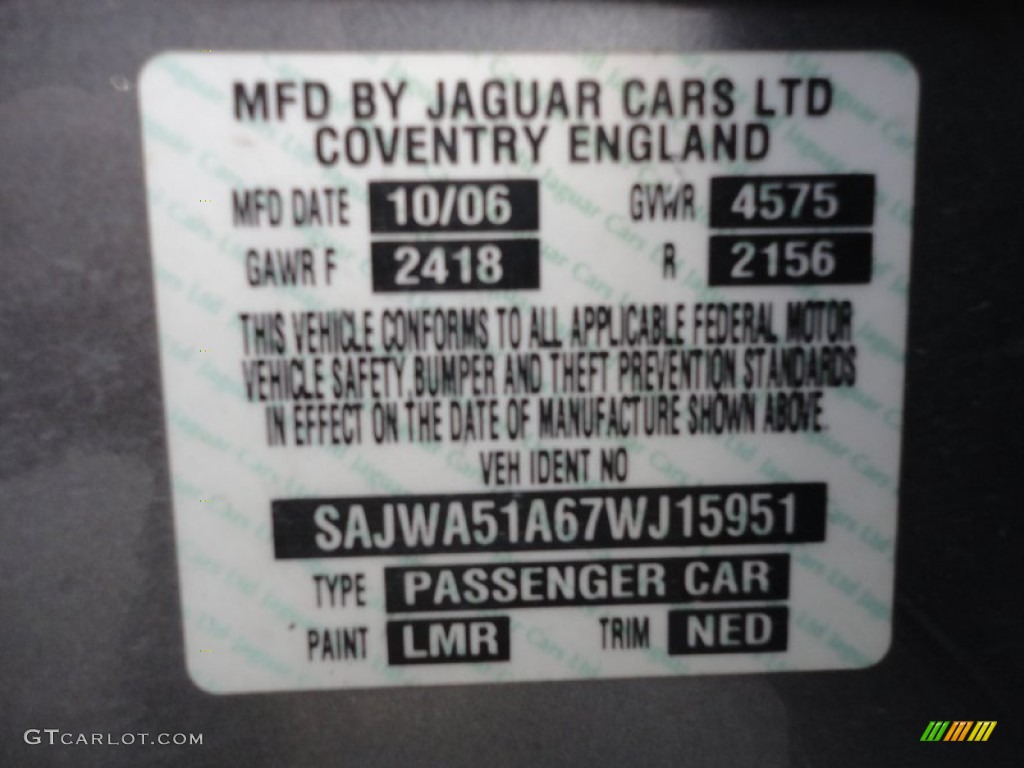 MFD BY JAGUAR CARS LTD
COVENTRY ENGLAND
MFD DATE 10/06 GVWR 4575
GAWR F 2418 R 2156
THIS VEHICLE CONFORMS TO ALL APPLICABLE FEDERAL MOTOR
VEHICLE SAFETY, BUMPER AND THEFT PREVENTION STANDARDS
IN EFFECT ON THE DATE OF MANUFACTURE SHOWN ABOVE.
VEH IDENT NO
SAJWA51A67WJ15951
TYPE PASSENGER CAR
PAINT LMR TRIM NED
GTCARLOT.COM